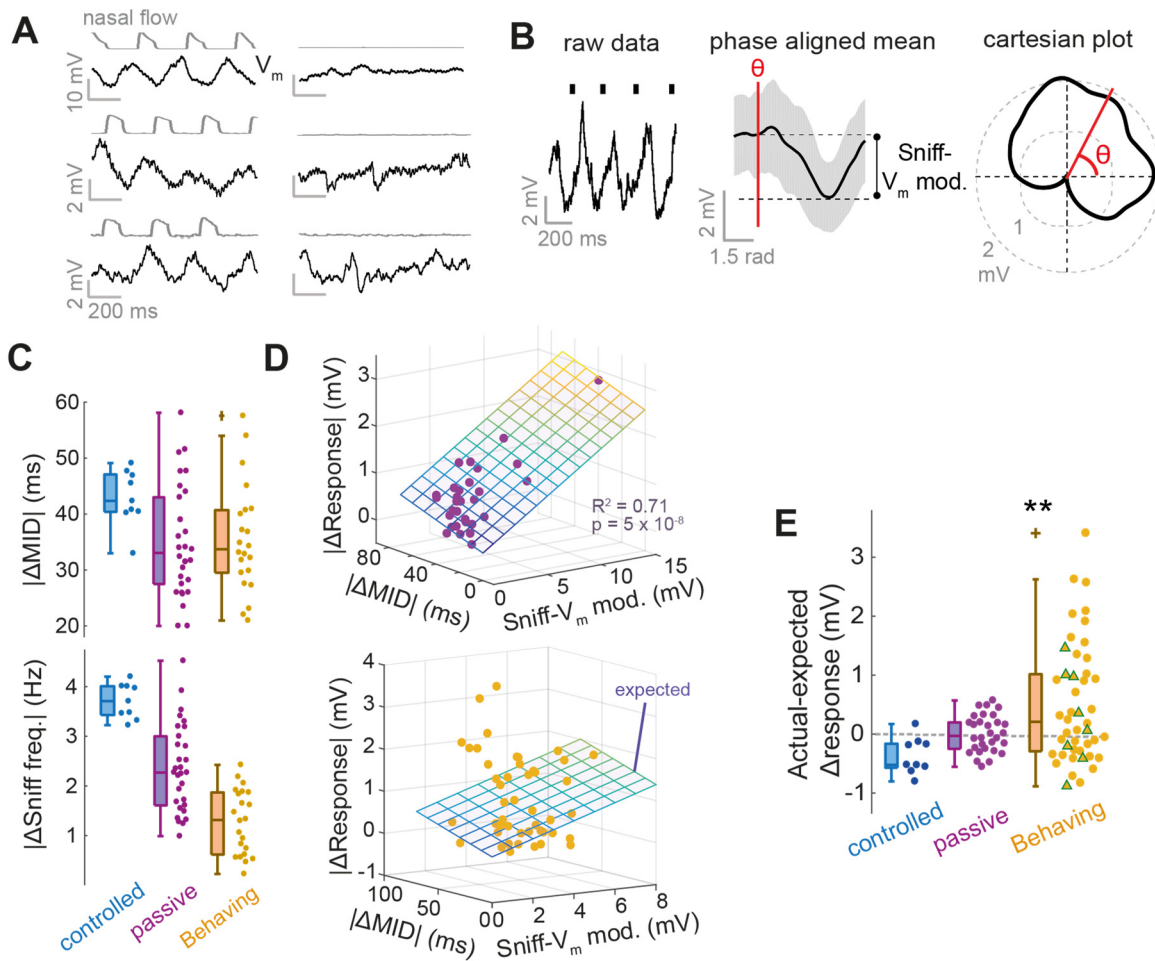 A
nasal flow
V m
10 mV
2 mV
2 mV
200 ms
B
raw data
phase aligned mean
cartesian plot
θ
θ
Sniff-
V m mod.
2 mV
200 ms
1.5 rad
1
2
mV
C
|ΔMID| (ms)
60
50
40
30
20
|ΔSniff freq.| (Hz)
4
3
2
1
controlled
passive
Behaving
D
|ΔResponse| (mV)
3
2
1
0
R² = 0.71
p = 5 x 10⁻⁸
80
40
0
0
5
10
15
|ΔMID| (ms)
Sniff-V m mod. (mV)
|ΔResponse| (mV)
4
3
2
1
0
-1
expected
100
50
0
0
2
4
6
8
|ΔMID| (ms)
Sniff-V m mod. (mV)
E
**
Actual-expected
Δresponse (mV)
3
2
1
0
-1
controlled
passive
Behaving